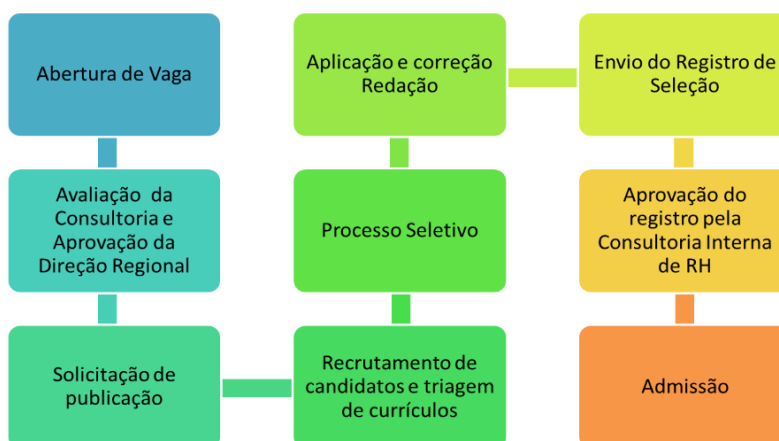 Abertura de Vaga
Avaliação da
Consultoria e
Aprovação da
Direção Regional
Solicitação de
publicação
Recrutamento de
candidatos e triagem
de currículos
Processo Seletivo
Aplicação e correção
Redação
Envio do Registro de
Seleção
Aprovação do
registro pela
Consultoria Interna
de RH
Admissão